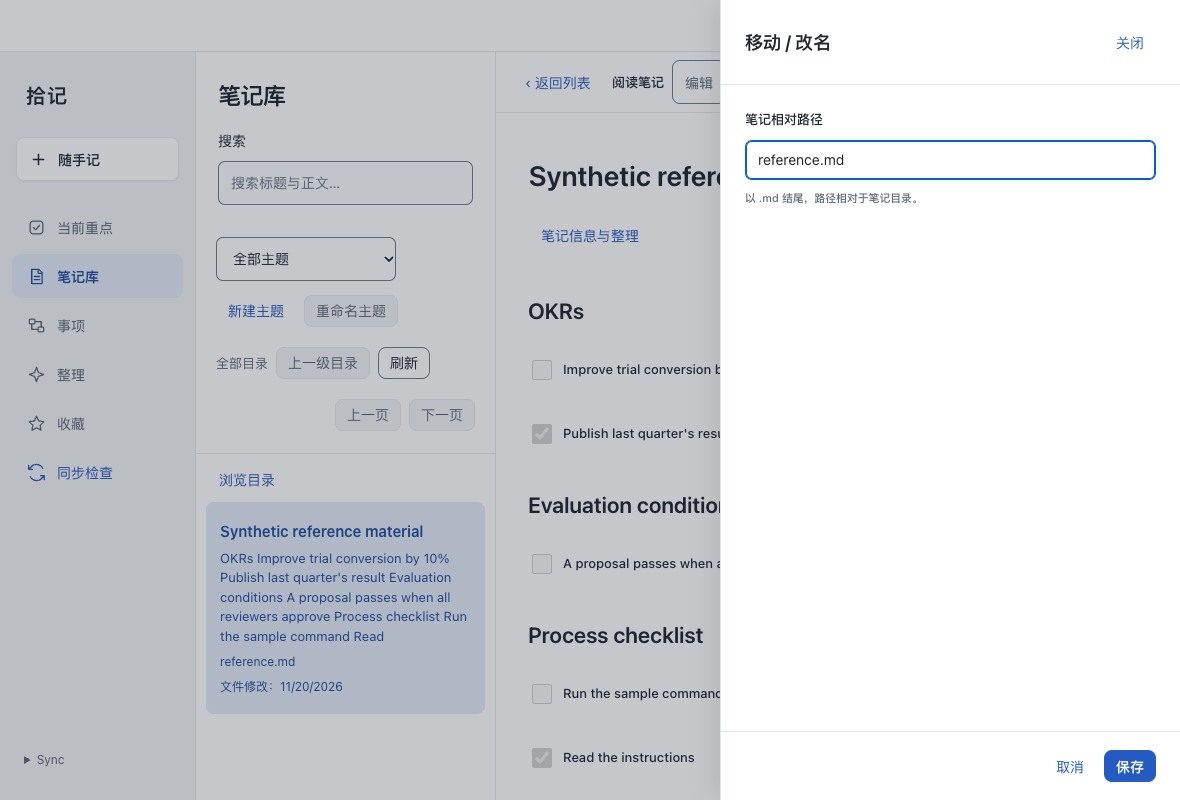 拾记
+ 随手记
当前重点
笔记库
事项
整理
收藏
同步检查
Sync
笔记库
搜索
搜索标题与正文...
全部主题
新建主题
重命名主题
全部目录
上一级目录
刷新
上一页
下一页
浏览目录
Synthetic reference material
OKRs Improve trial conversion by 10%
Publish last quarter's result Evaluation
conditions A proposal passes when all
reviewers approve Process checklist Run
the sample command Read
reference.md
文件修改：11/20/2026
‹ 返回列表
阅读笔记
编辑
Synthetic refere
笔记信息与整理
OKRs
Improve trial conversion b
Publish last quarter's resu
Evaluation condition
A proposal passes when a
Process checklist
Run the sample command
Read the instructions
移动 / 改名
关闭
笔记相对路径
reference.md
以 .md 结尾，路径相对于笔记目录。
取消
保存